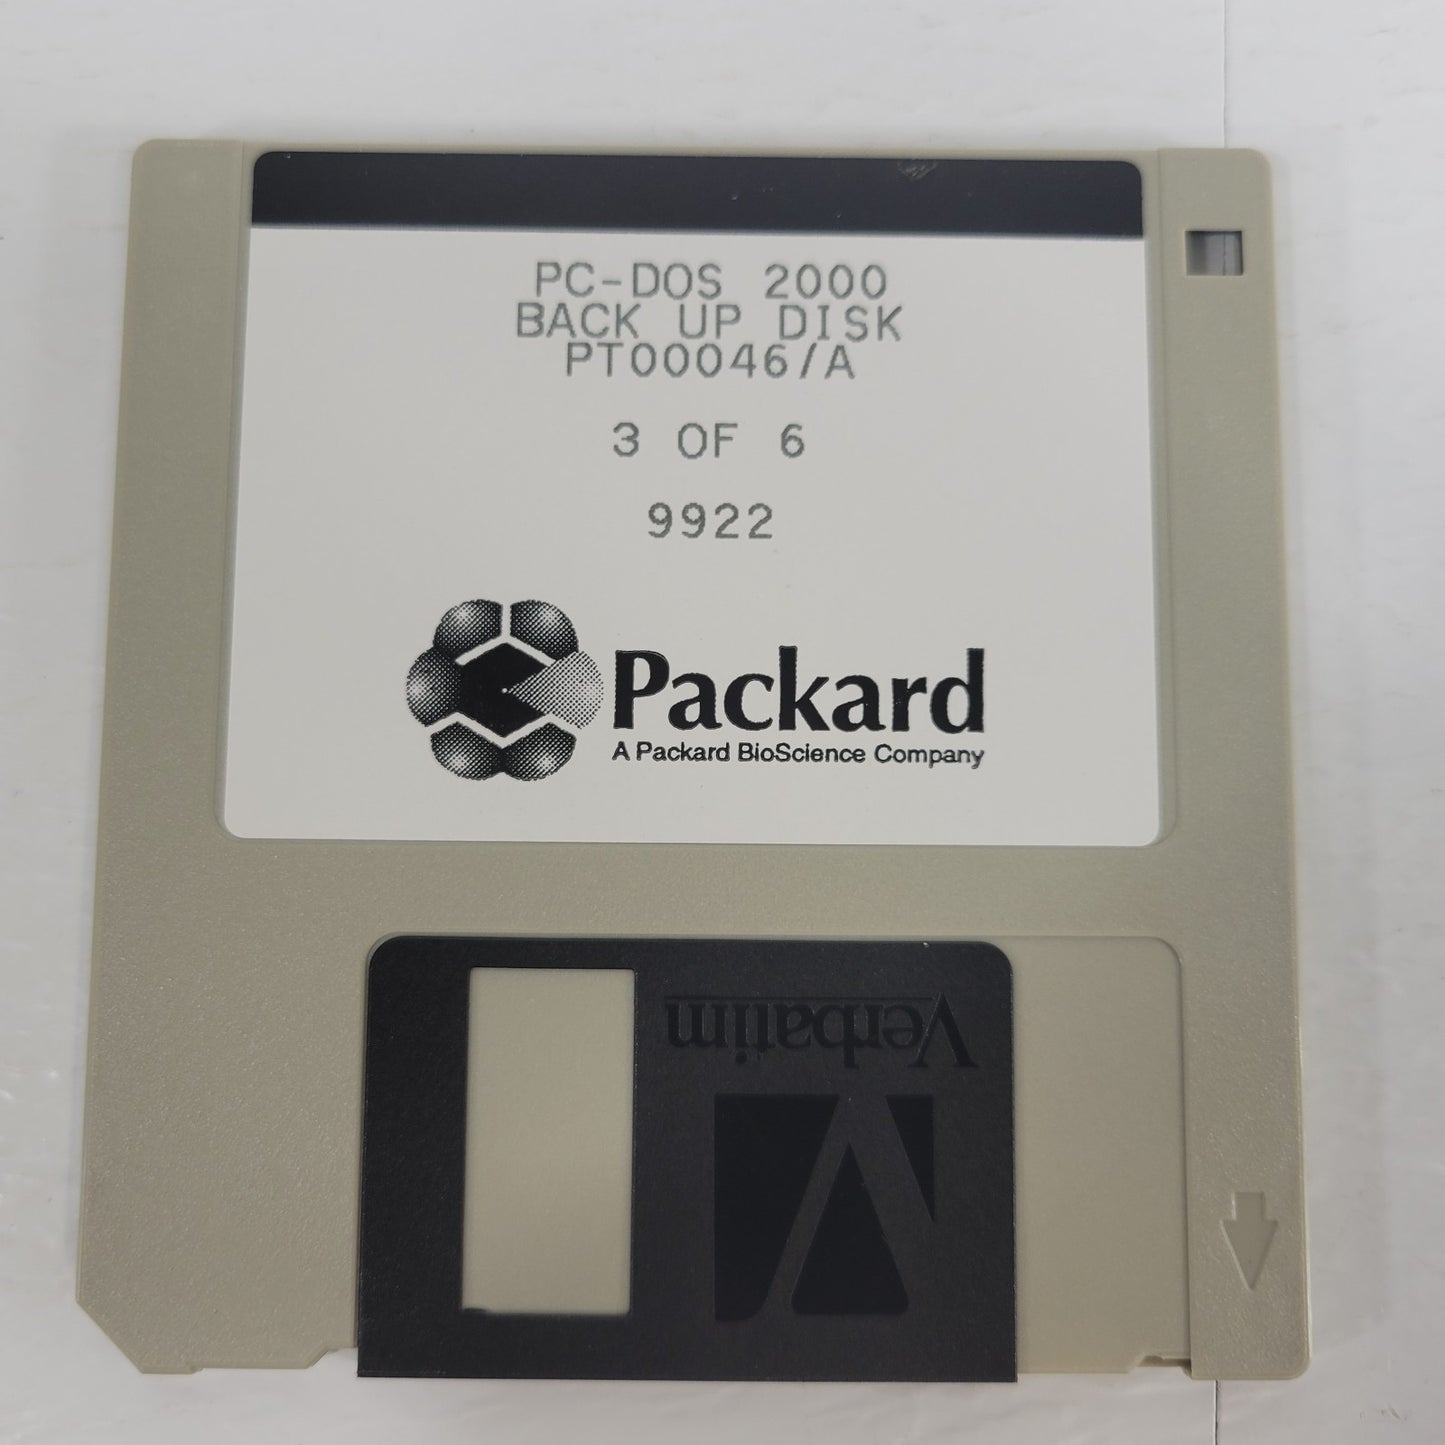 PC-DOS 2000
BACK UP DISK
PT00046/A
3 OF 6
9922
Packard
A Packard BioScience Company
Verbatim